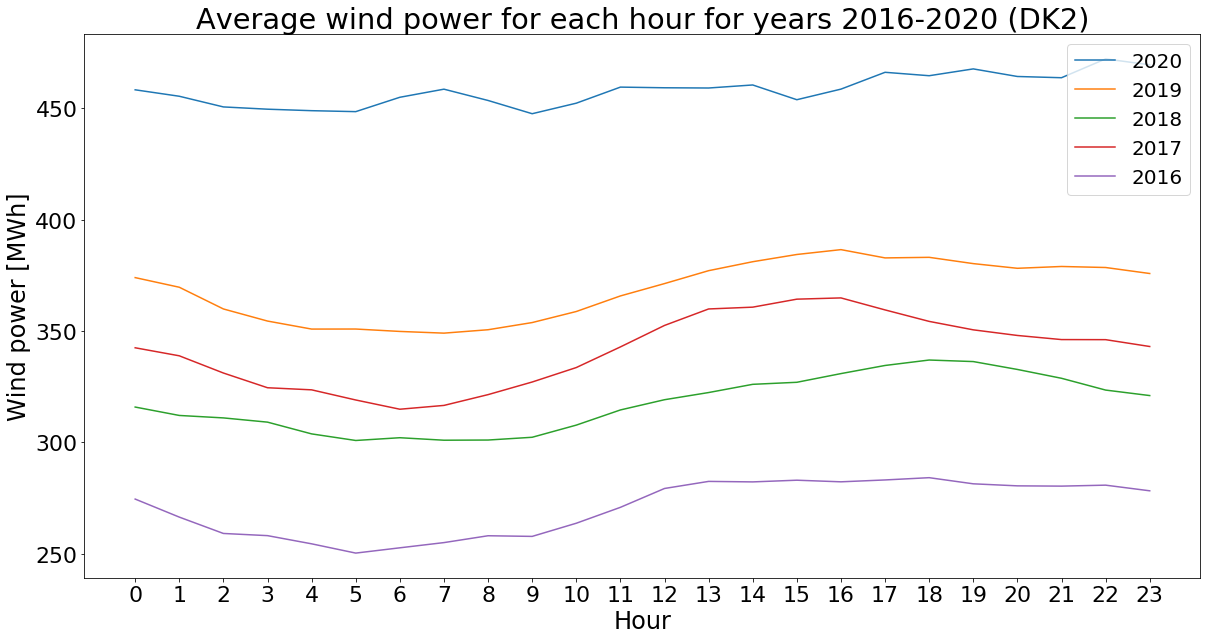 Average wind power for each hour for years 2016-2020 (DK2)
2020
2019
2018
2017
2016
Wind power [MWh]
450
400
350
300
250
0 1 2 3 4 5 6 7 8 9 10 11 12 13 14 15 16 17 18 19 20 21 22 23
Hour